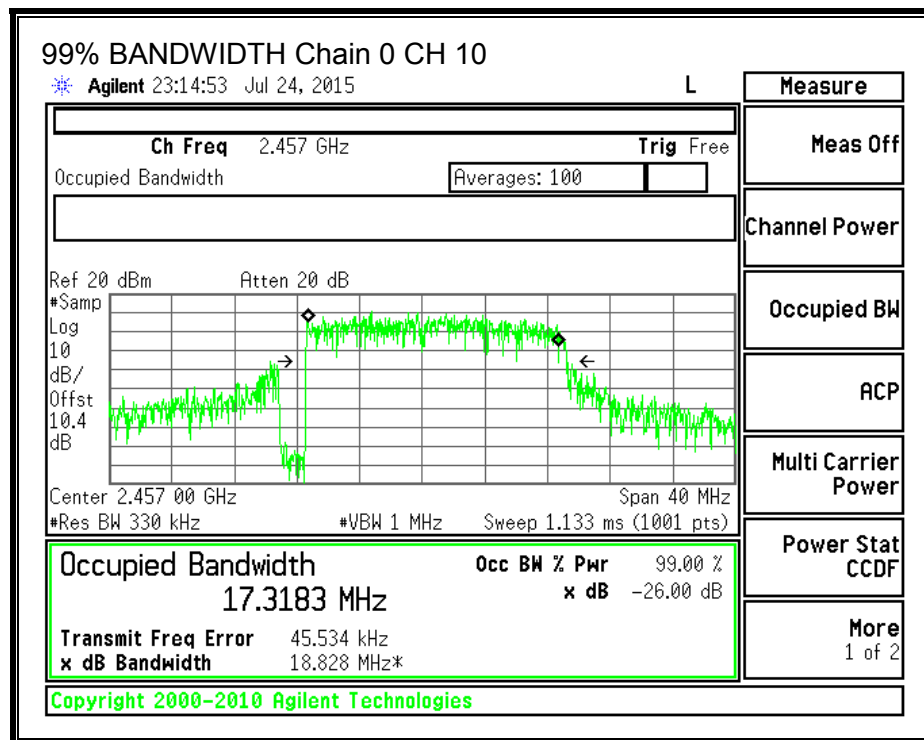 99% BANDWIDTH Chain 0 CH 10
Agilent 23:14:53 Jul 24, 2015 L
Measure
Ch Freq 2.457 GHz Trig Free
Meas Off
Occupied Bandwidth Averages: 100
Channel Power
Ref 20 dBm Atten 20 dB
#Samp
Log
10
dB/
Offst
10.4
dB
Occupied BW
ACP
Multi Carrier
Power
Center 2.457 00 GHz Span 40 MHz
#Res BW 330 kHz #VBW 1 MHz Sweep 1.133 ms (1001 pts)
Power Stat
CCDF
Occupied Bandwidth Occ BW % Pwr 99.00 %
17.3183 MHz x dB -26.00 dB
Transmit Freq Error 45.534 kHz
x dB Bandwidth 18.828 MHz*
More
1 of 2
Copyright 2000-2010 Agilent Technologies